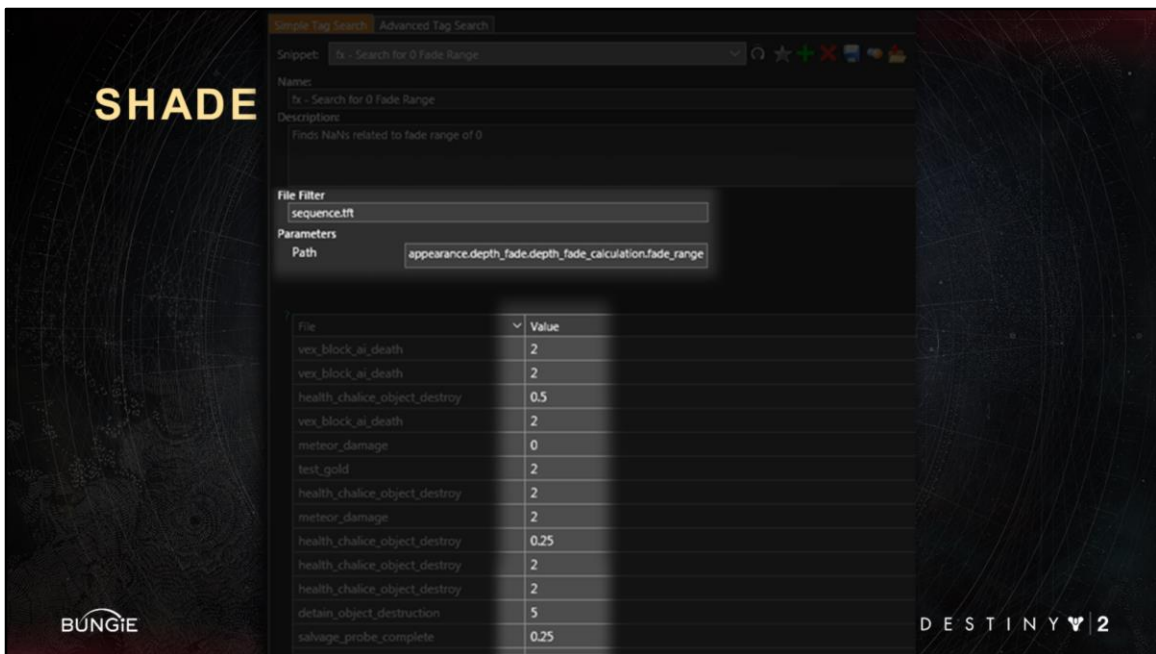 Simple Tag Search Advanced Tag Search
Snippet: fx - Search for 0 Fade Range
SHADE
Name:
fx - Search for 0 Fade Range
Description:
Finds NaNs related to fade range of 0
File Filter
sequence.tft
Parameters
Path appearance.depth_fade.depth_fade_calculation.fade_range
File Value
vex_block_ai_death 2
vex_block_ai_death 2
health_chalice_object_destroy 0.5
vex_block_ai_death 2
meteor_damage 0
test_gold 2
health_chalice_object_destroy 2
meteor_damage 2
health_chalice_object_destroy 0.25
health_chalice_object_destroy 2
health_chalice_object_destroy 2
detain_object_destruction 5
salvage_probe_complete 0.25
BUNGiE
DESTINY 2